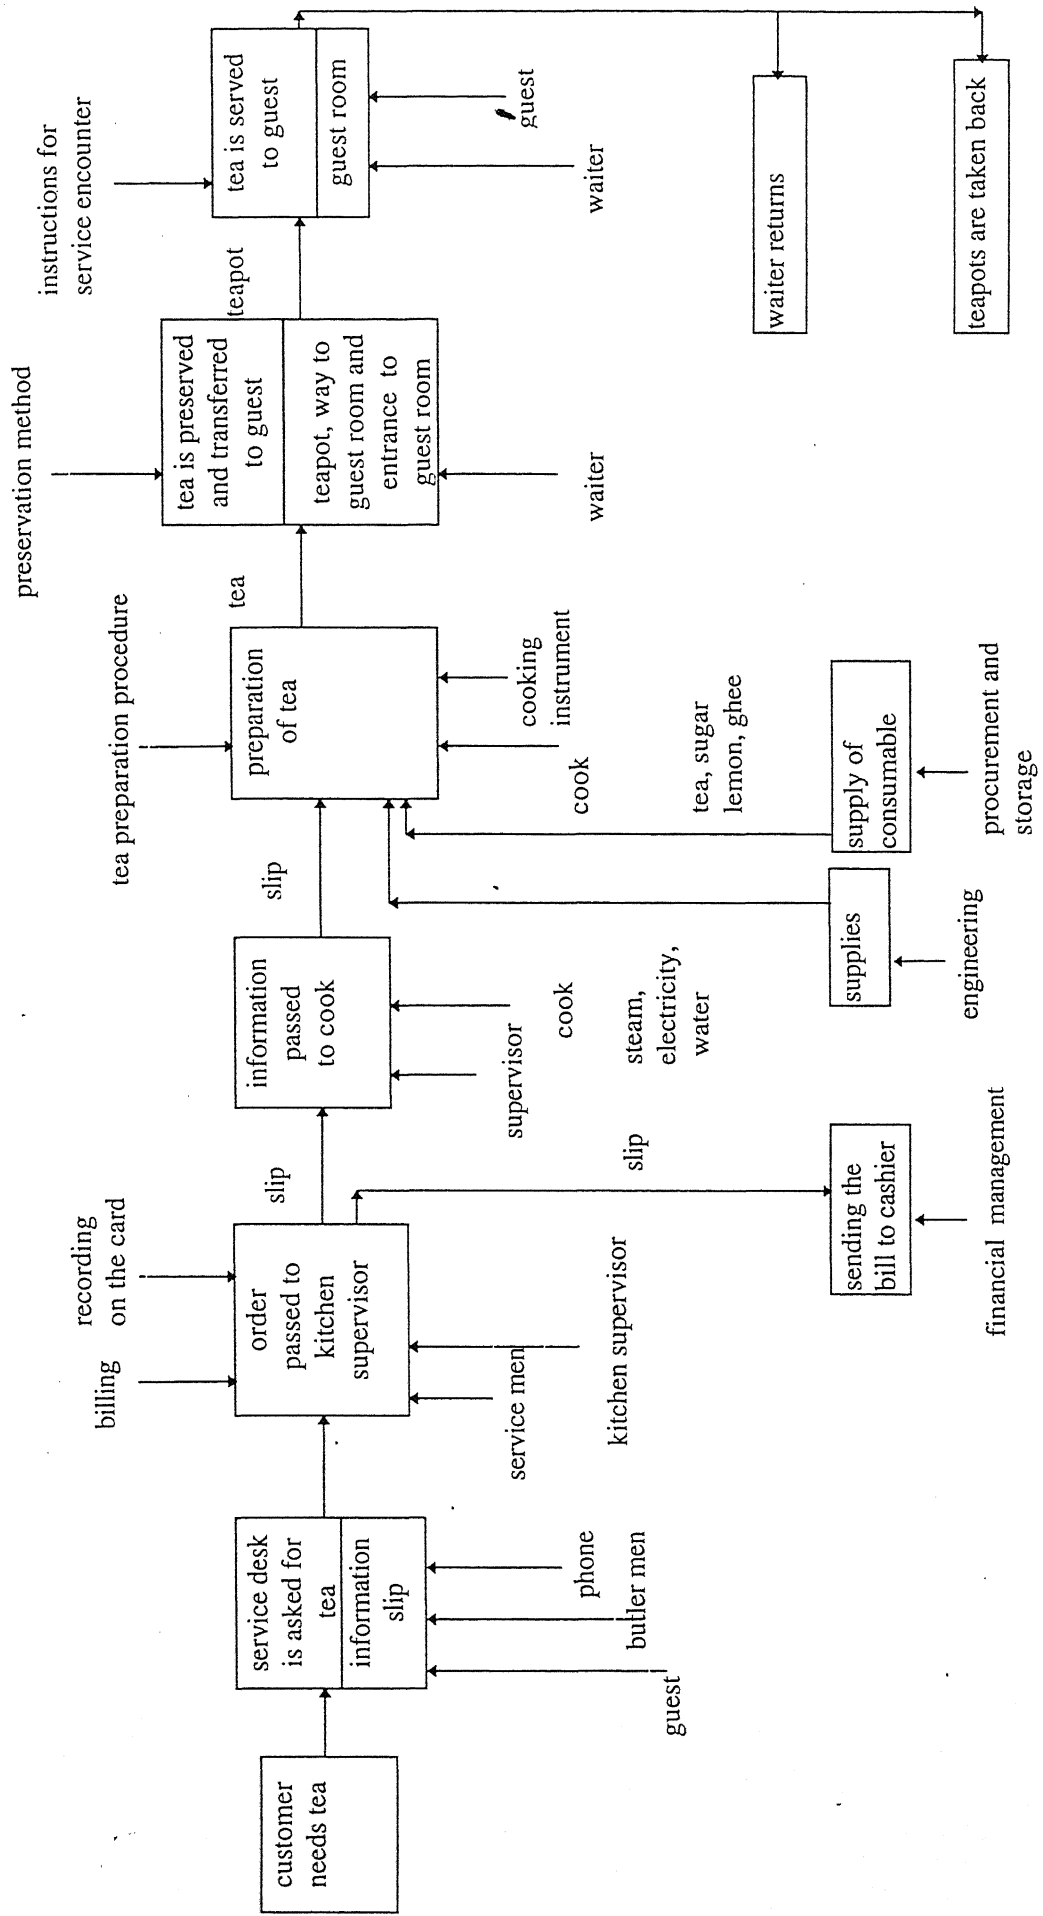 customer
needs tea
service desk
is asked for
tea
information
slip
guest
butler men
phone
billing
recording
on the card
order
passed to
kitchen
supervisor
service men
kitchen supervisor
slip
slip
sending the
bill to cashier
financial management
information
passed
to cook
supervisor
cook
slip
steam,
electricity,
water
supplies
engineering
tea preparation procedure
preparation
of tea
cook
cooking
instrument
tea, sugar
lemon, ghee
supply of
consumable
procurement and
storage
tea
preservation method
tea is preserved
and transferred
to guest
teapot, way to
guest room and
entrance to
guest room
waiter
teapot
instructions for
service encounter
tea is served
to guest
guest room
waiter
guest
waiter returns
teapots are taken back